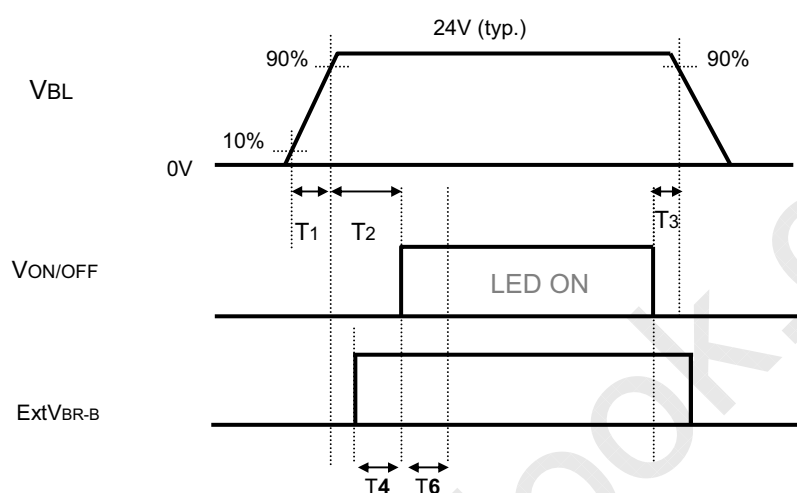 24V (typ.)
90%
90%
VBL
10%
0V
T1
T2
T3
VON/OFF
LED ON
ExtVBR-B
T4
T6